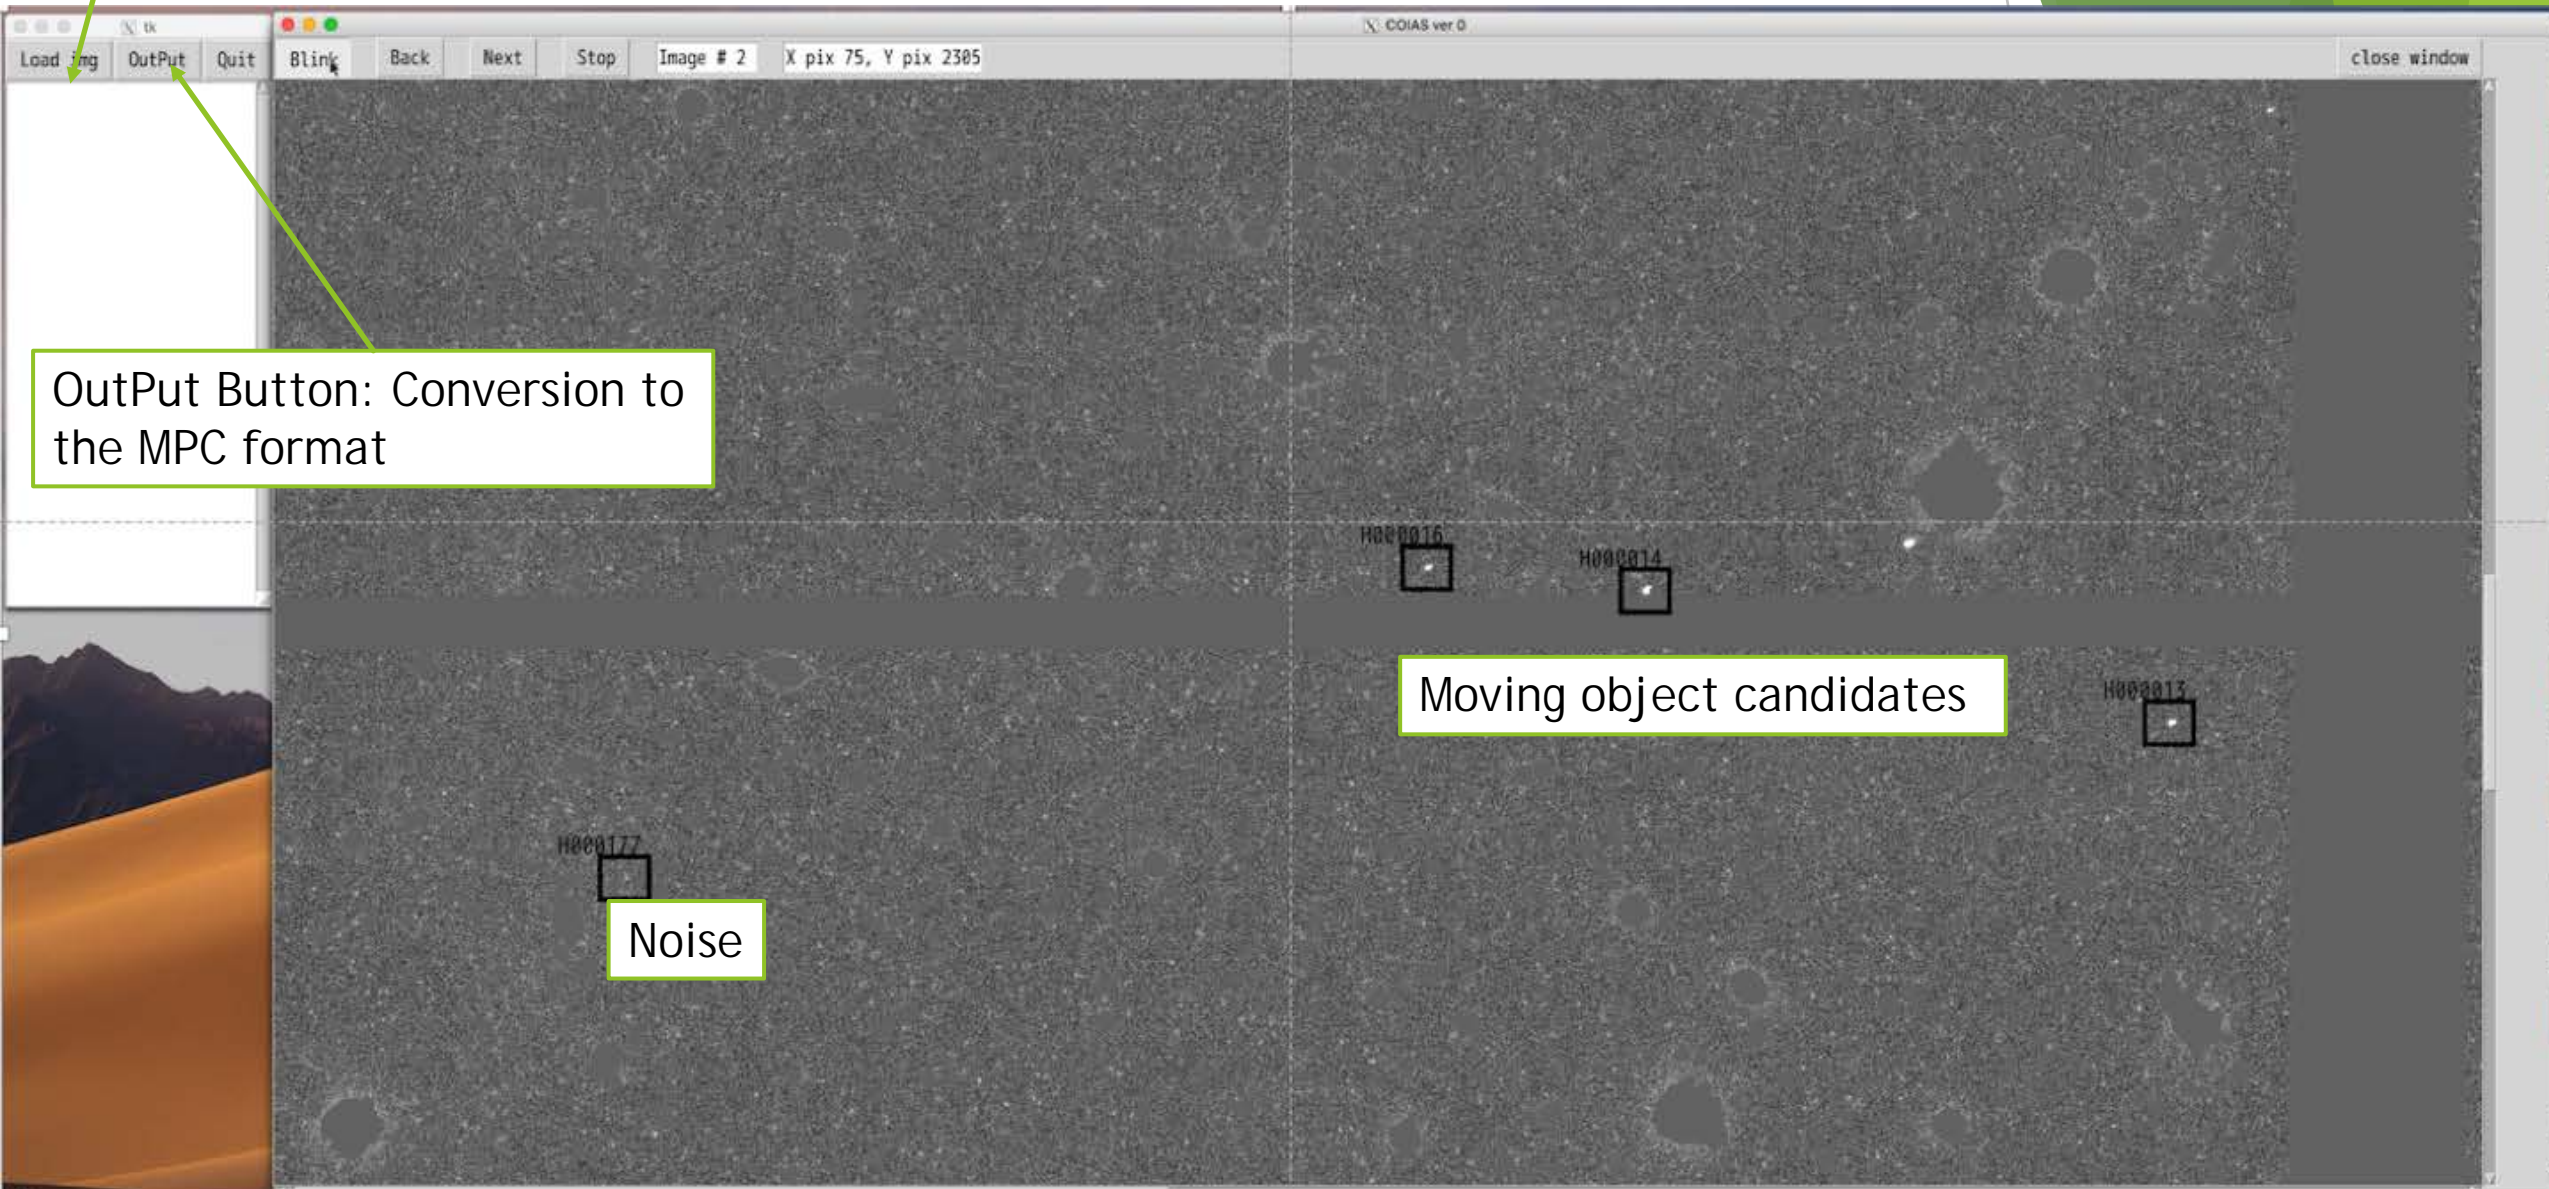 tk
COIAS ver 0
Load img OutPut Quit
Blink Back Next Stop Image # 2 X pix 75, Y pix 2305 close window
OutPut Button: Conversion to
the MPC format
H000016
H000014
Moving object candidates
H000013
H000177
Noise